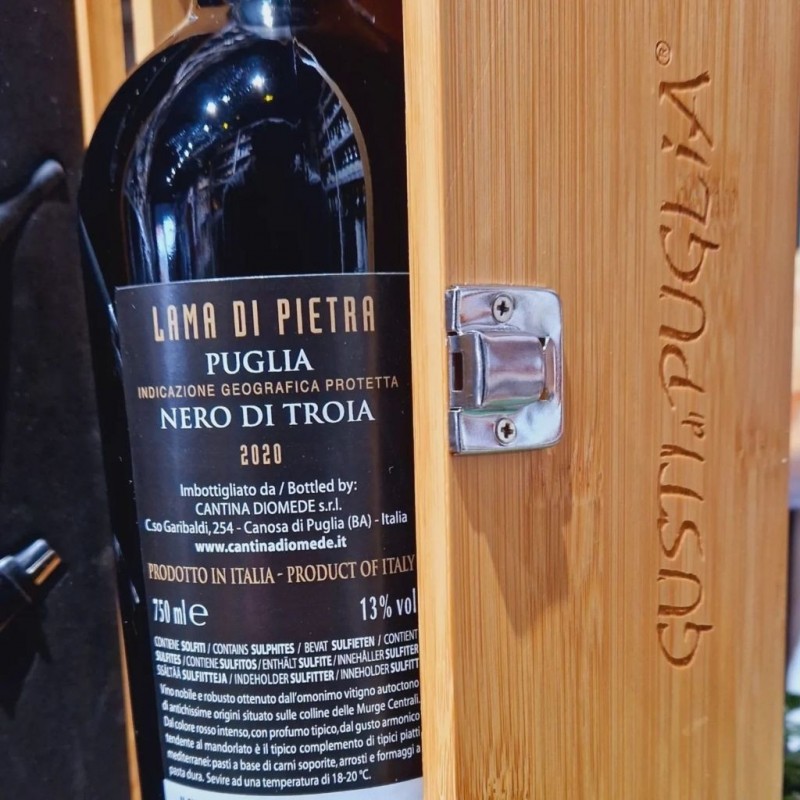 LAMA DI PIETRA
PUGLIA
INDICAZIONE GEOGRAFICA PROTETTA
NERO DI TROIA
2020
Imbottigliato da / Bottled by:
CANTINA DIOMEDE s.r.l.
C.so Garibaldi, 254 - Canosa di Puglia (BA) - Italia
www.cantinadiomede.it
PRODOTTO IN ITALIA - PRODUCT OF ITALY
750 ml e 13% vol
CONTIENE SOLFITI / CONTAINS SULPHITES / BEVAT SULFIETEN / CONTIENT
SULFITES / CONTIENE SULFITOS / ENTHÄLT SULFITE / INNEHÅLLER SULFITER
SISÄLTÄÄ SULFIITTEJA / INDEHOLDER SULFITTER / INNEHOLDER SULFITT
Vino nobile e robusto ottenuto dall'omonimo vitigno autoctono
di antichissime origini situato sulle colline delle Murge Centrali.
Dal colore rosso intenso, con profumo tipico, dal gusto armonico
tendente al mandorlato è il tipico complemento di tipici piatti
mediterranei: pasti a base di carni soporite, arrosti e formaggi a
pasta dura. Sevire ad una temperatura di 18-20 °C.
GUSTI di PUGLIA®